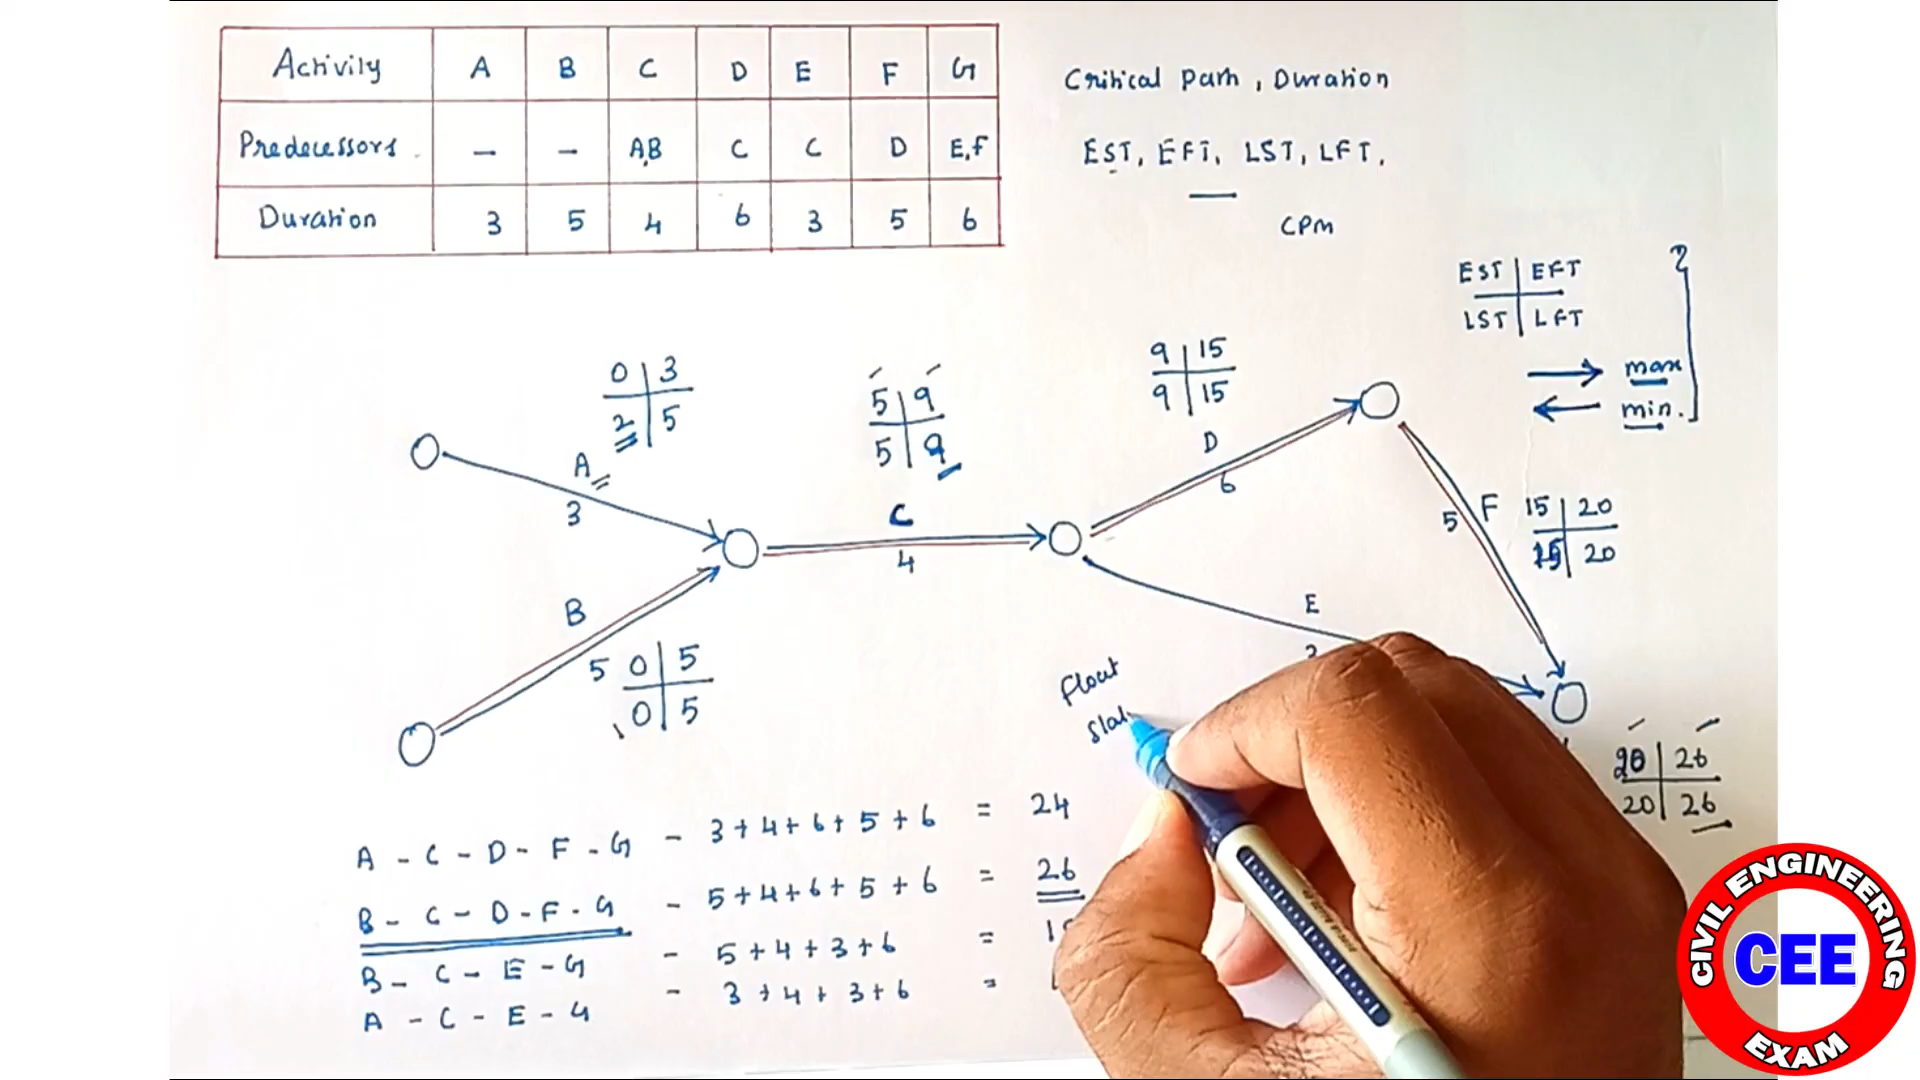 Activity A B C D E F G
Predecessors - - A,B C C D E,F
Duration 3 5 4 6 3 5 6
Critical Path, Duration
EST, EFT, LST, LFT.
CPM
EST EFT
LST LFT
max
min.
0 3
2 5
A
3
5 9
5 9
C
4
9 15
9 15
D
6
F
5
15 20
15 20
B
5
0 5
0 5
E
float
20 26
20 26
A - C - D - F - G - 3+4+6+5+6 = 24
B - C - D - F - G - 5+4+6+5+6 = 26
B - C - E - G - 5+4+3+6 =
A - C - E - G - 3+4+3+6 =
CIVIL ENGINEERING
CEE
EXAM